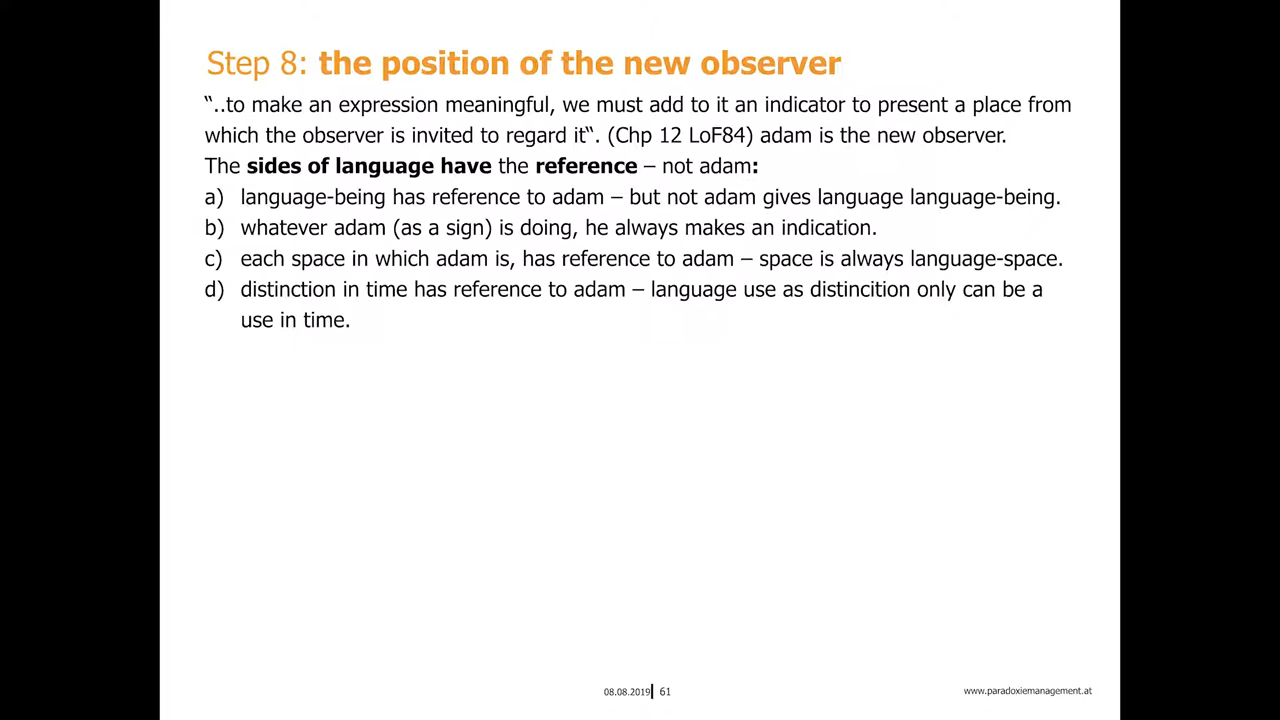 Step 8: the position of the new observer
“..to make an expression meaningful, we must add to it an indicator to present a place from
which the observer is invited to regard it“. (Chp 12 LoF84) adam is the new observer.
The sides of language have the reference – not adam:
a) language-being has reference to adam – but not adam gives language language-being.
b) whatever adam (as a sign) is doing, he always makes an indication.
c) each space in which adam is, has reference to adam – space is always language-space.
d) distinction in time has reference to adam – language use as distincition only can be a
use in time.
08.08.2019 61 www.paradoxiemanagement.at